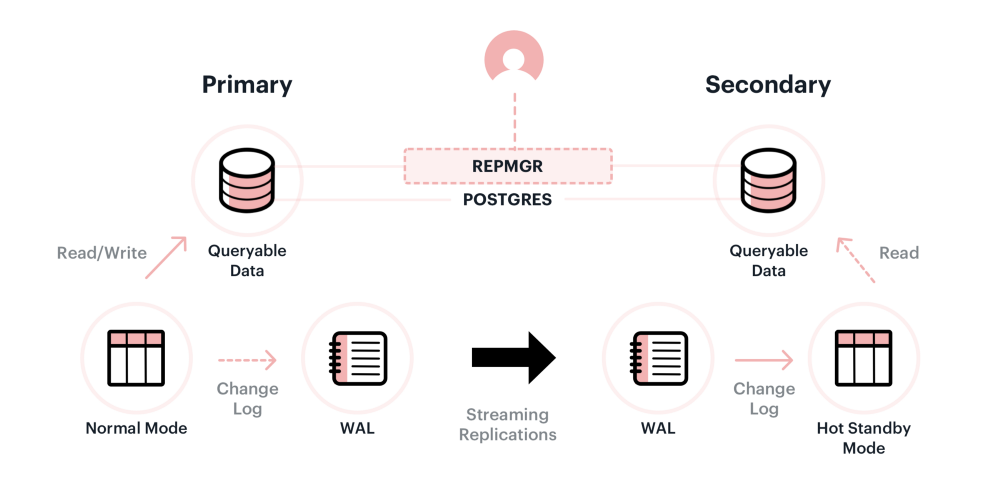 Primary
Secondary
REPMGR
POSTGRES
Read/Write
Queryable
Data
Queryable
Data
Read
Change
Log
Streaming
Replications
Change
Log
Normal Mode
WAL
WAL
Hot Standby
Mode